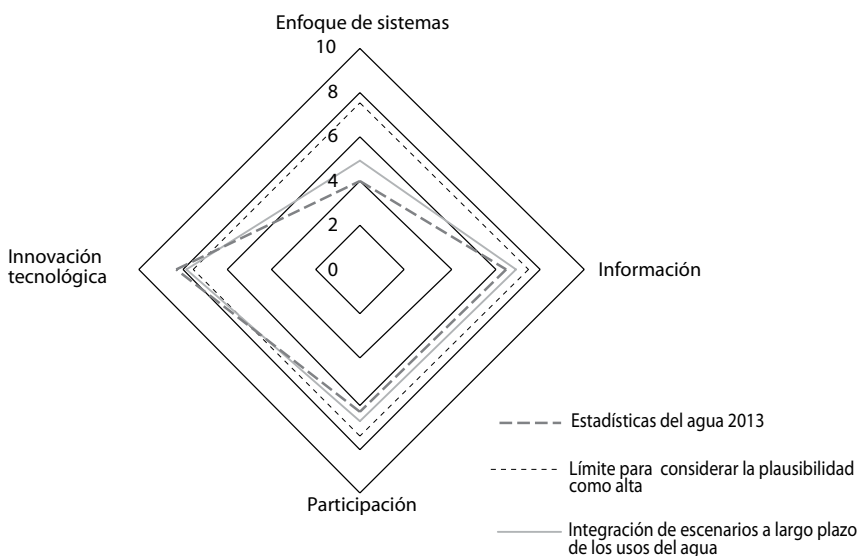 Enfoque de sistemas
10
8
6
4
2
0
Innovación
tecnológica
Información
Participación
Estadísticas del agua 2013
Límite para considerar la plausibilidad
como alta
Integración de escenarios a largo plazo
de los usos del agua